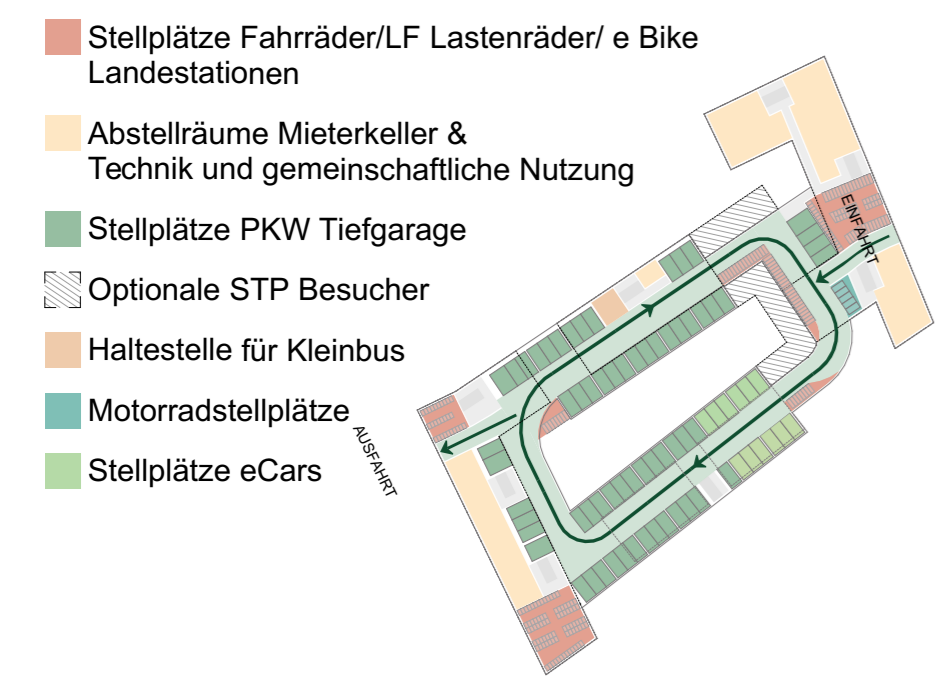 Stellplätze Fahrräder/LF Lastenräder/ e Bike
Landestationen
Abstellräume Mieterkeller &
Technik und gemeinschaftliche Nutzung
Stellplätze PKW Tiefgarage
Optionale STP Besucher
Haltestelle für Kleinbus
Motorradstellplätze
Stellplätze eCars
EINFAHRT
AUSFAHRT